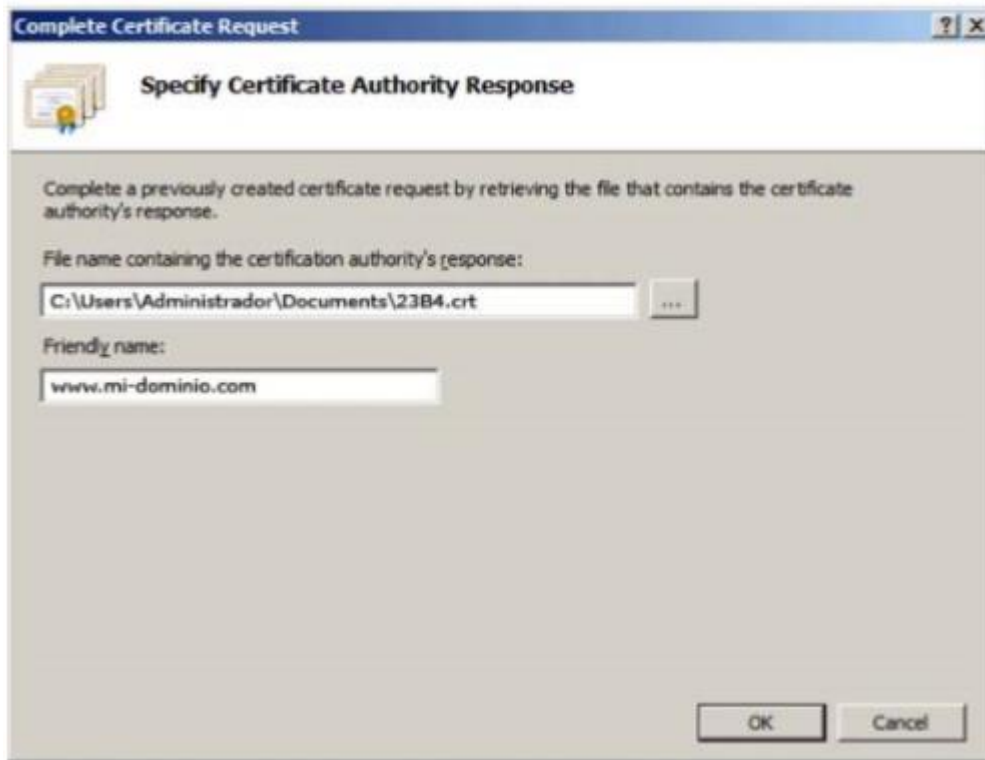 Complete Certificate Request
Specify Certificate Authority Response
Complete a previously created certificate request by retrieving the file that contains the certificate
authority's response.
File name containing the certification authority's response:
C:\Users\Administrador\Documents\23B4.crt
...
Friendly name:
www.mi-dominio.com
OK
Cancel